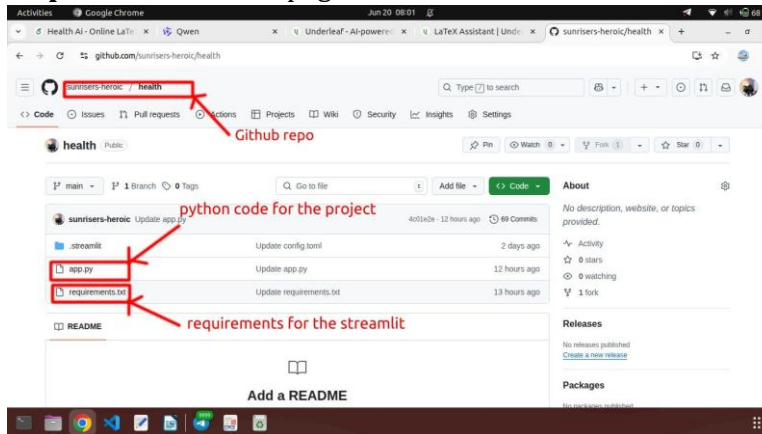 Activities Google Chrome Jun 20 08:01 68
Health Ai - Online LaTe × Qwen × Underleaf - AI-powered × LaTeX Assistant | Unde × sunrisers-heroic/health × +
github.com/sunrisers-heroic/health
sunrisers-heroic / health Type / to search
Code Issues Pull requests Actions Projects Wiki Security Insights Settings
Github repo
health Public Pin Watch 0 Fork 1 Star 0
main 1 Branch 0 Tags Go to file t Add file Code About
No description, website, or topics
provided.
python code for the project
sunrisers-heroic Update app.py 4c01e2e · 12 hours ago 69 Commits
.streamlit Update config.toml 2 days ago
Activity
0 stars
app.py Update app.py 12 hours ago
0 watching
requirements.txt Update requirements.txt 13 hours ago
1 fork
README requirements for the streamlit
Releases
No releases published
Create a new release
Add a README
Packages
No packages published